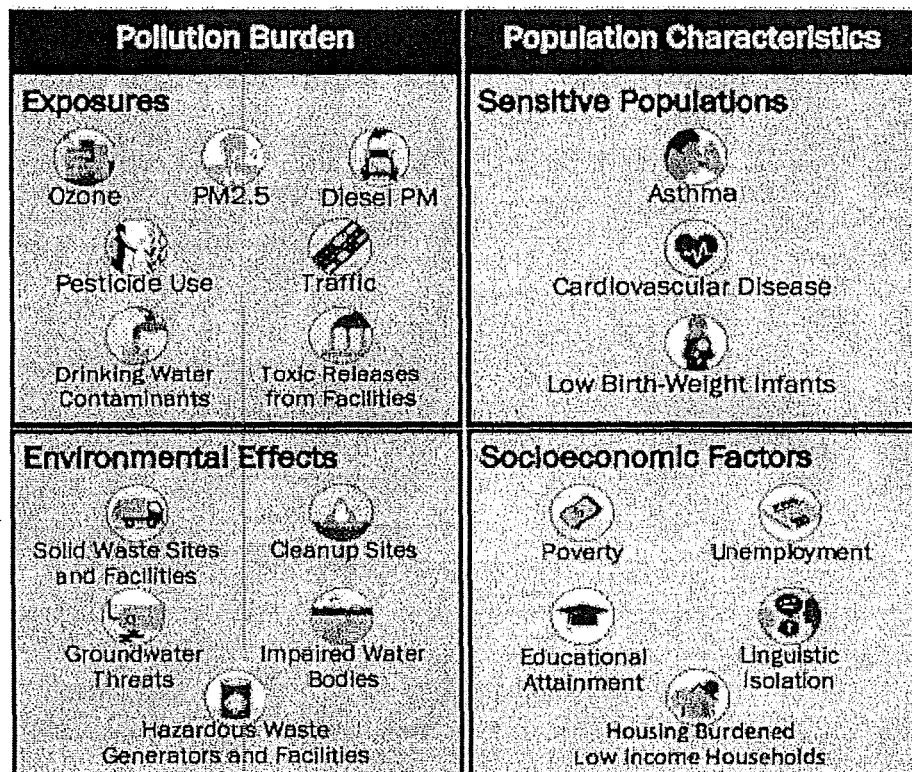 Pollution Burden
Population Characteristics
Exposures
Ozone
PM2.5
Diesel PM
Pesticide Use
Traffic
Drinking Water
Contaminants
Toxic Releases
from Facilities
Sensitive Populations
Asthma
Cardiovascular Disease
Low Birth-Weight Infants
Environmental Effects
Solid Waste Sites
and Facilities
Cleanup Sites
Groundwater
Threats
Impaired Water
Bodies
Hazardous Waste
Generators and Facilities
Socioeconomic Factors
Poverty
Unemployment
Educational
Attainment
Linguistic
Isolation
Housing Burdened
Low Income Households